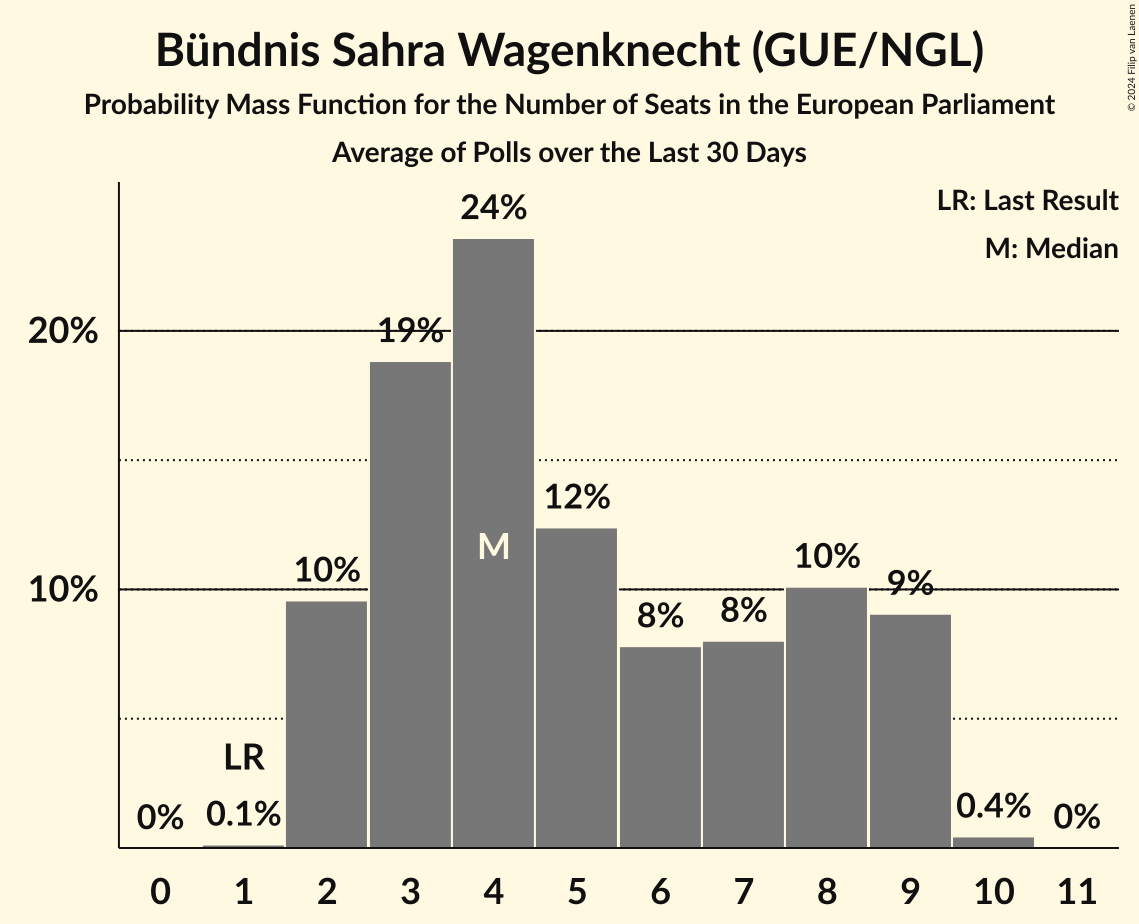 Bündnis Sahra Wagenknecht (GUE/NGL)
Probability Mass Function for the Number of Seats in the European Parliament
Average of Polls over the Last 30 Days
© 2024 Filip van Laenen
LR: Last Result
M: Median
24%
20%
19%
12%
M
10%
10%
10%
9%
8%
8%
LR
0%
0.1%
0.4%
0%
0 1 2 3 4 5 6 7 8 9 10 11